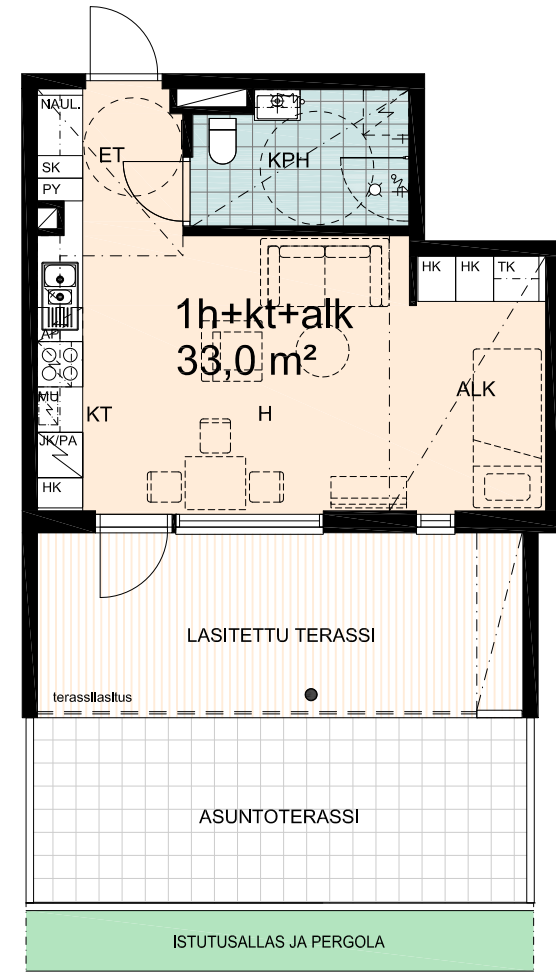 NAUL.
ET
KPH
SK
PY
HK HK TK
1h+kt+alk
33,0 m²
AP
ALK
MU
KT
H
JK/PA
HK
LASITETTU TERASSI
terassilasitus
ASUNTOTERASSI
ISTUTUSALLAS JA PERGOLA